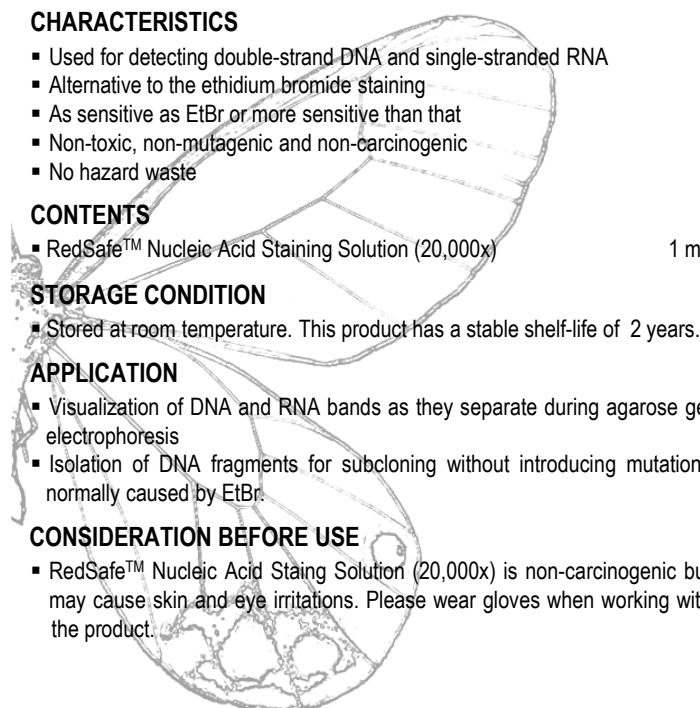 CHARACTERISTICS
▪ Used for detecting double-strand DNA and single-stranded RNA
▪ Alternative to the ethidium bromide staining
▪ As sensitive as EtBr or more sensitive than that
▪ Non-toxic, non-mutagenic and non-carcinogenic
▪ No hazard waste
CONTENTS
▪ RedSafe™ Nucleic Acid Staining Solution (20,000x) 1 m
STORAGE CONDITION
▪ Stored at room temperature. This product has a stable shelf-life of 2 years.
APPLICATION
▪ Visualization of DNA and RNA bands as they separate during agarose ge
electrophoresis
▪ Isolation of DNA fragments for subcloning without introducing mutation
normally caused by EtBr.
CONSIDERATION BEFORE USE
▪ RedSafe™ Nucleic Acid Staing Solution (20,000x) is non-carcinogenic bu
may cause skin and eye irritations. Please wear gloves when working wit
the product.